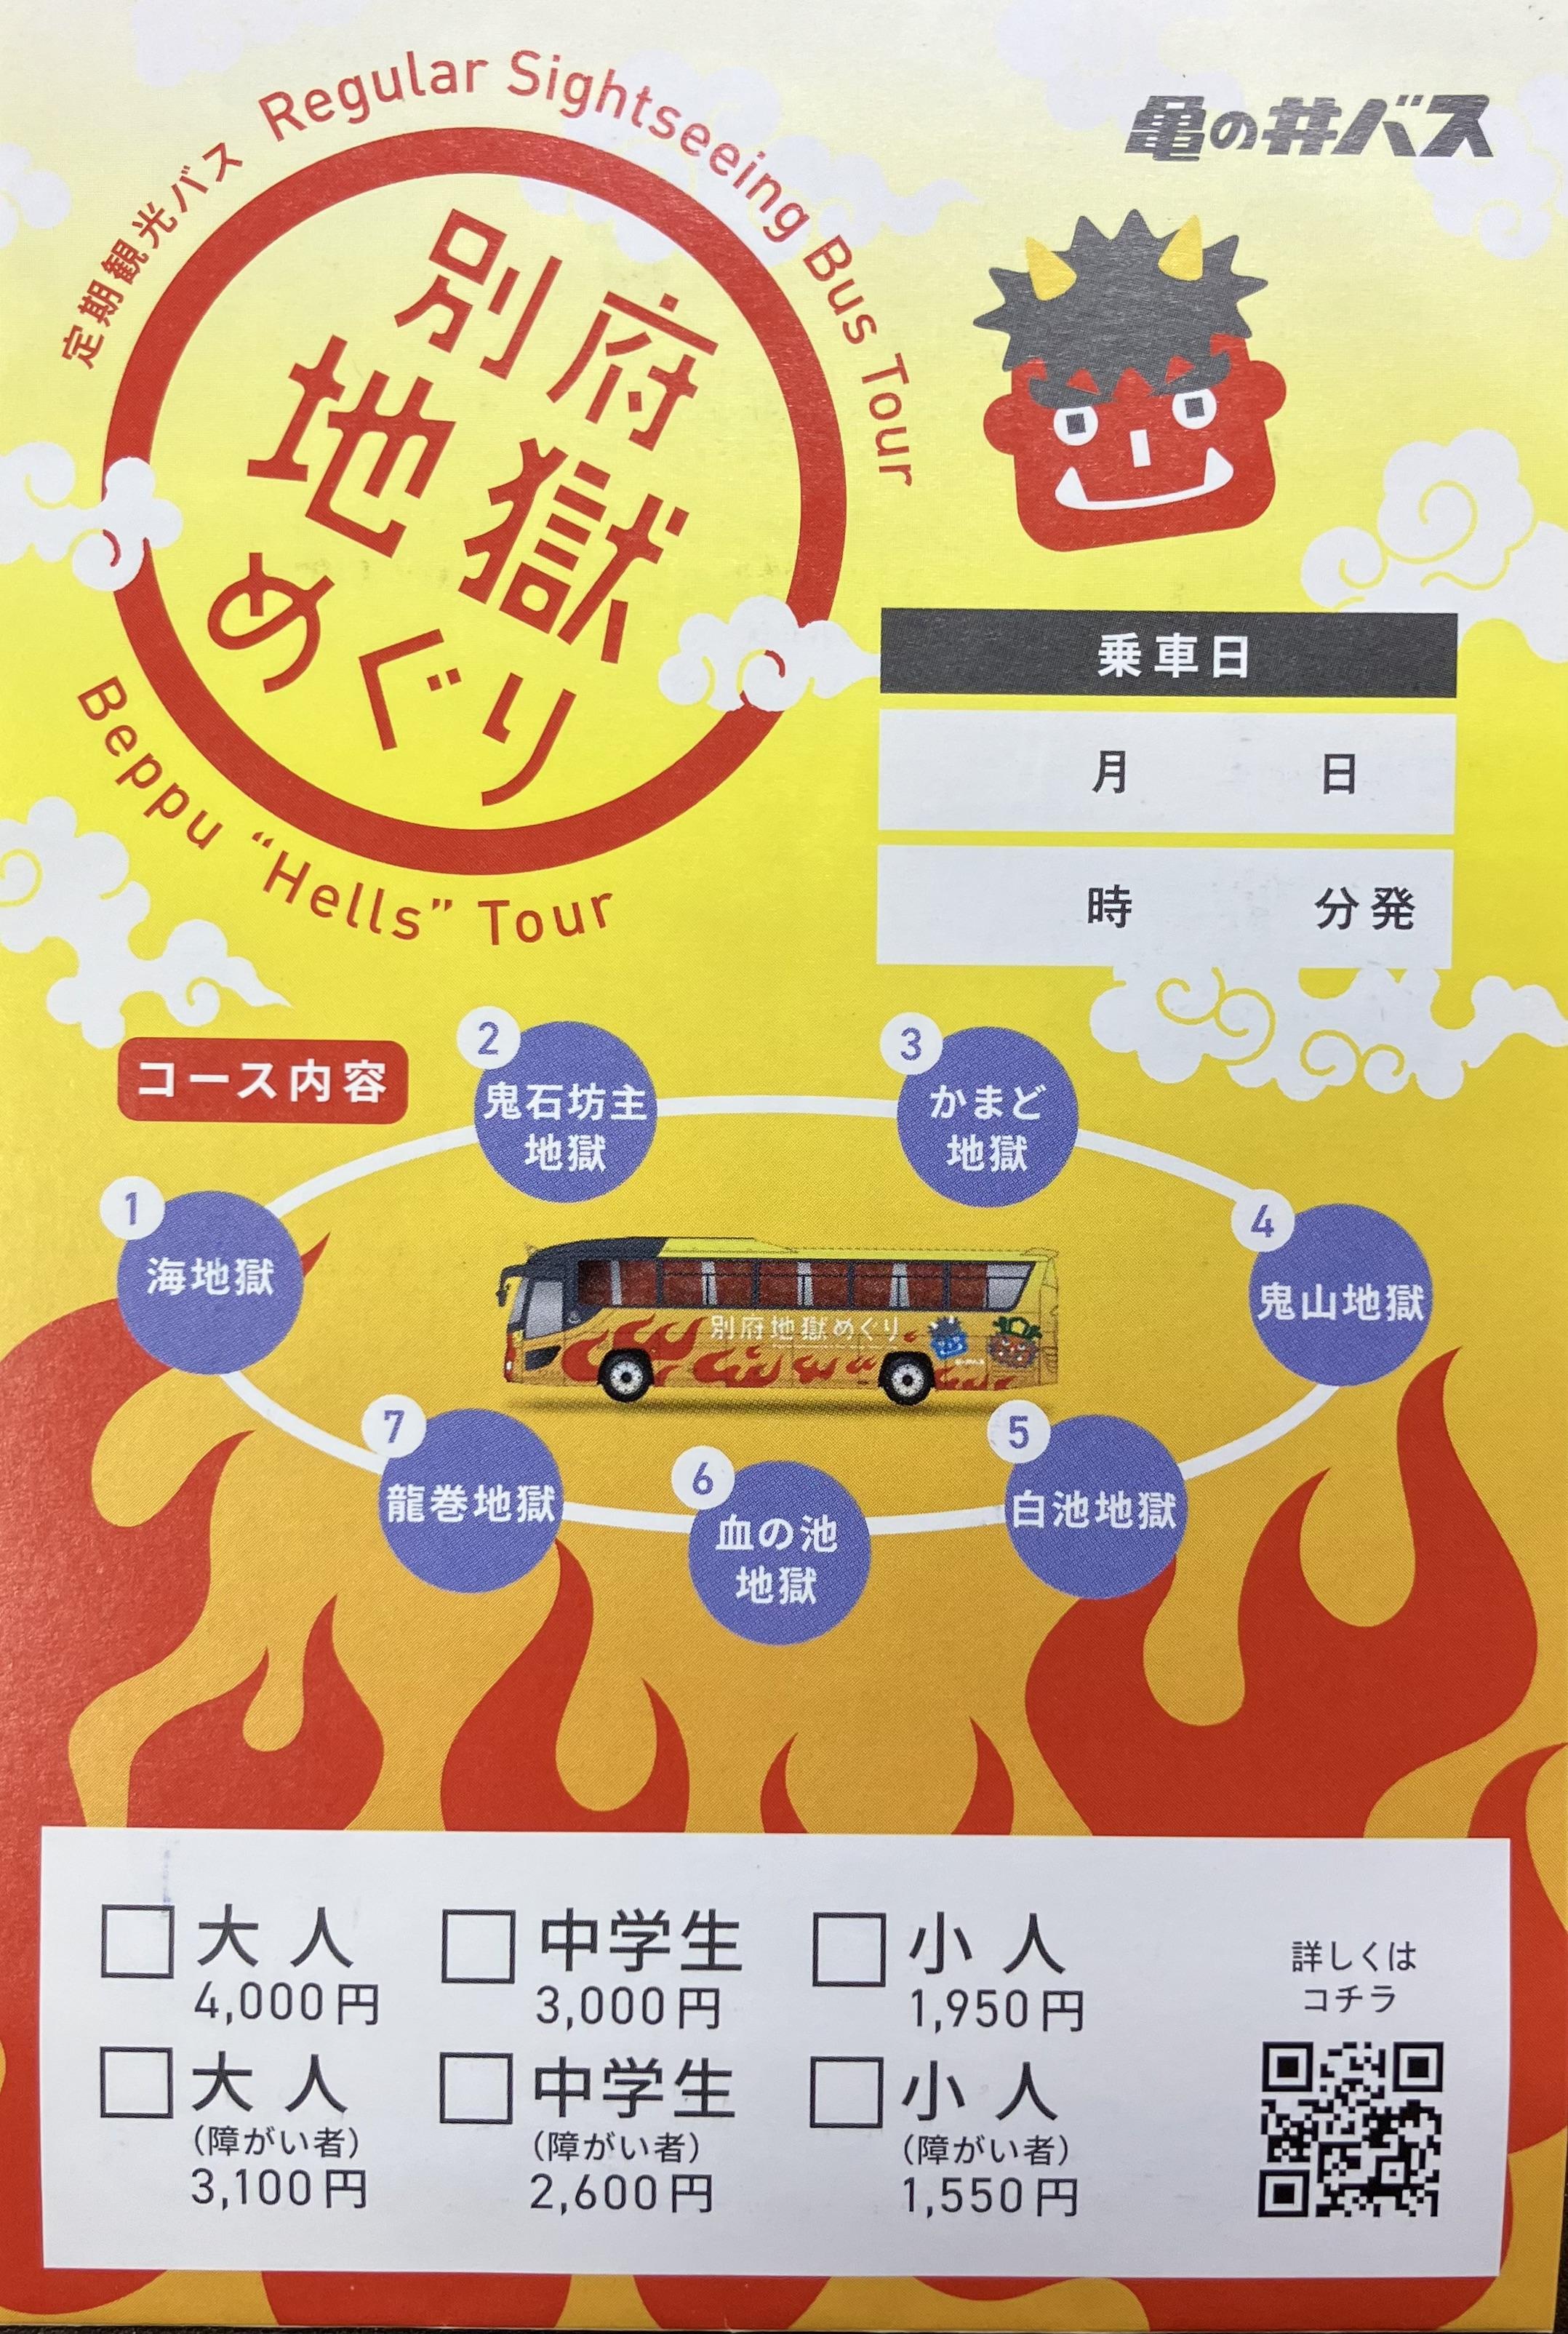 定期観光バス Regular Sightseeing Bus Tour
亀の井バス
別府
地獄
めぐり
Beppu “Hells” Tour
乗車日
月 日
時 分発
コース内容
1
海地獄
2
鬼石坊主
地獄
3
かまど
地獄
4
鬼山地獄
5
白池地獄
6
血の池
地獄
7
龍巻地獄
別府地獄めぐり
大人 中学生 小人
4,000円 3,000円 1,950円
大人 中学生 小人
(障がい者) (障がい者) (障がい者)
3,100円 2,600円 1,550円
詳しくは
コチラ